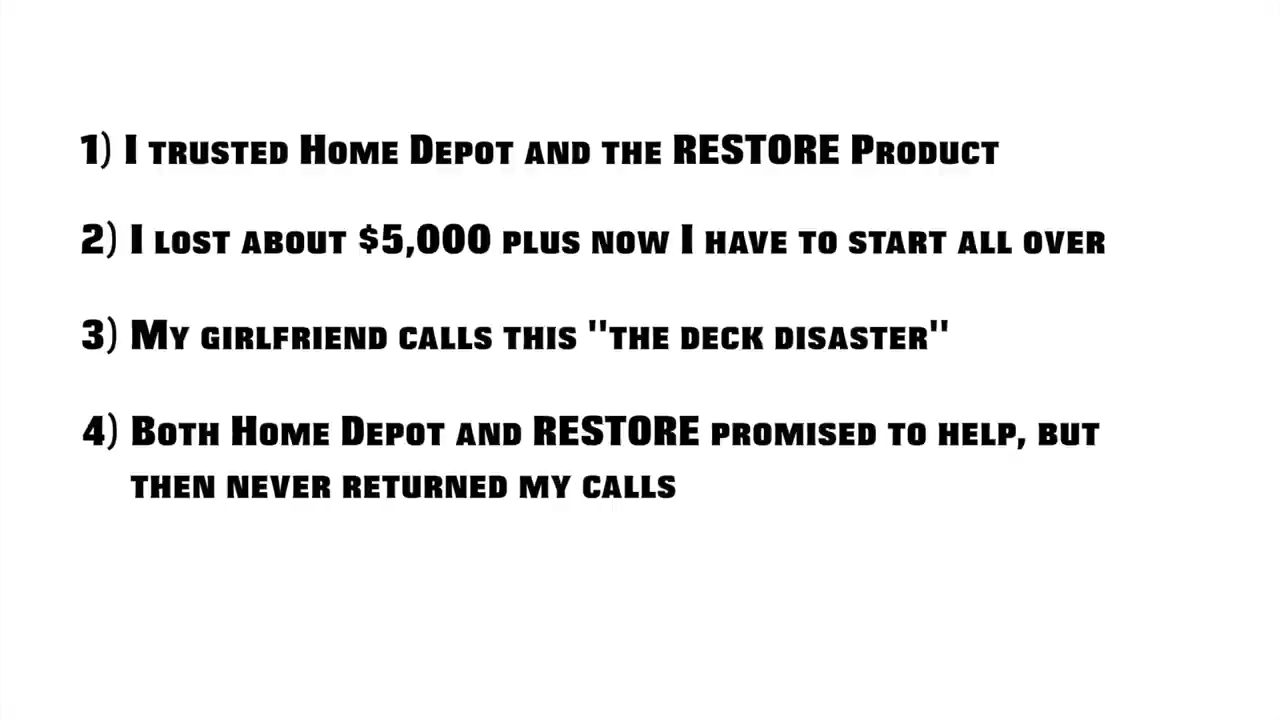 1) I trusted Home Depot and the RESTORE Product
2) I lost about $5,000 plus now I have to start all over
3) My girlfriend calls this "the deck disaster"
4) Both Home Depot and RESTORE promised to help, but
then never returned my calls